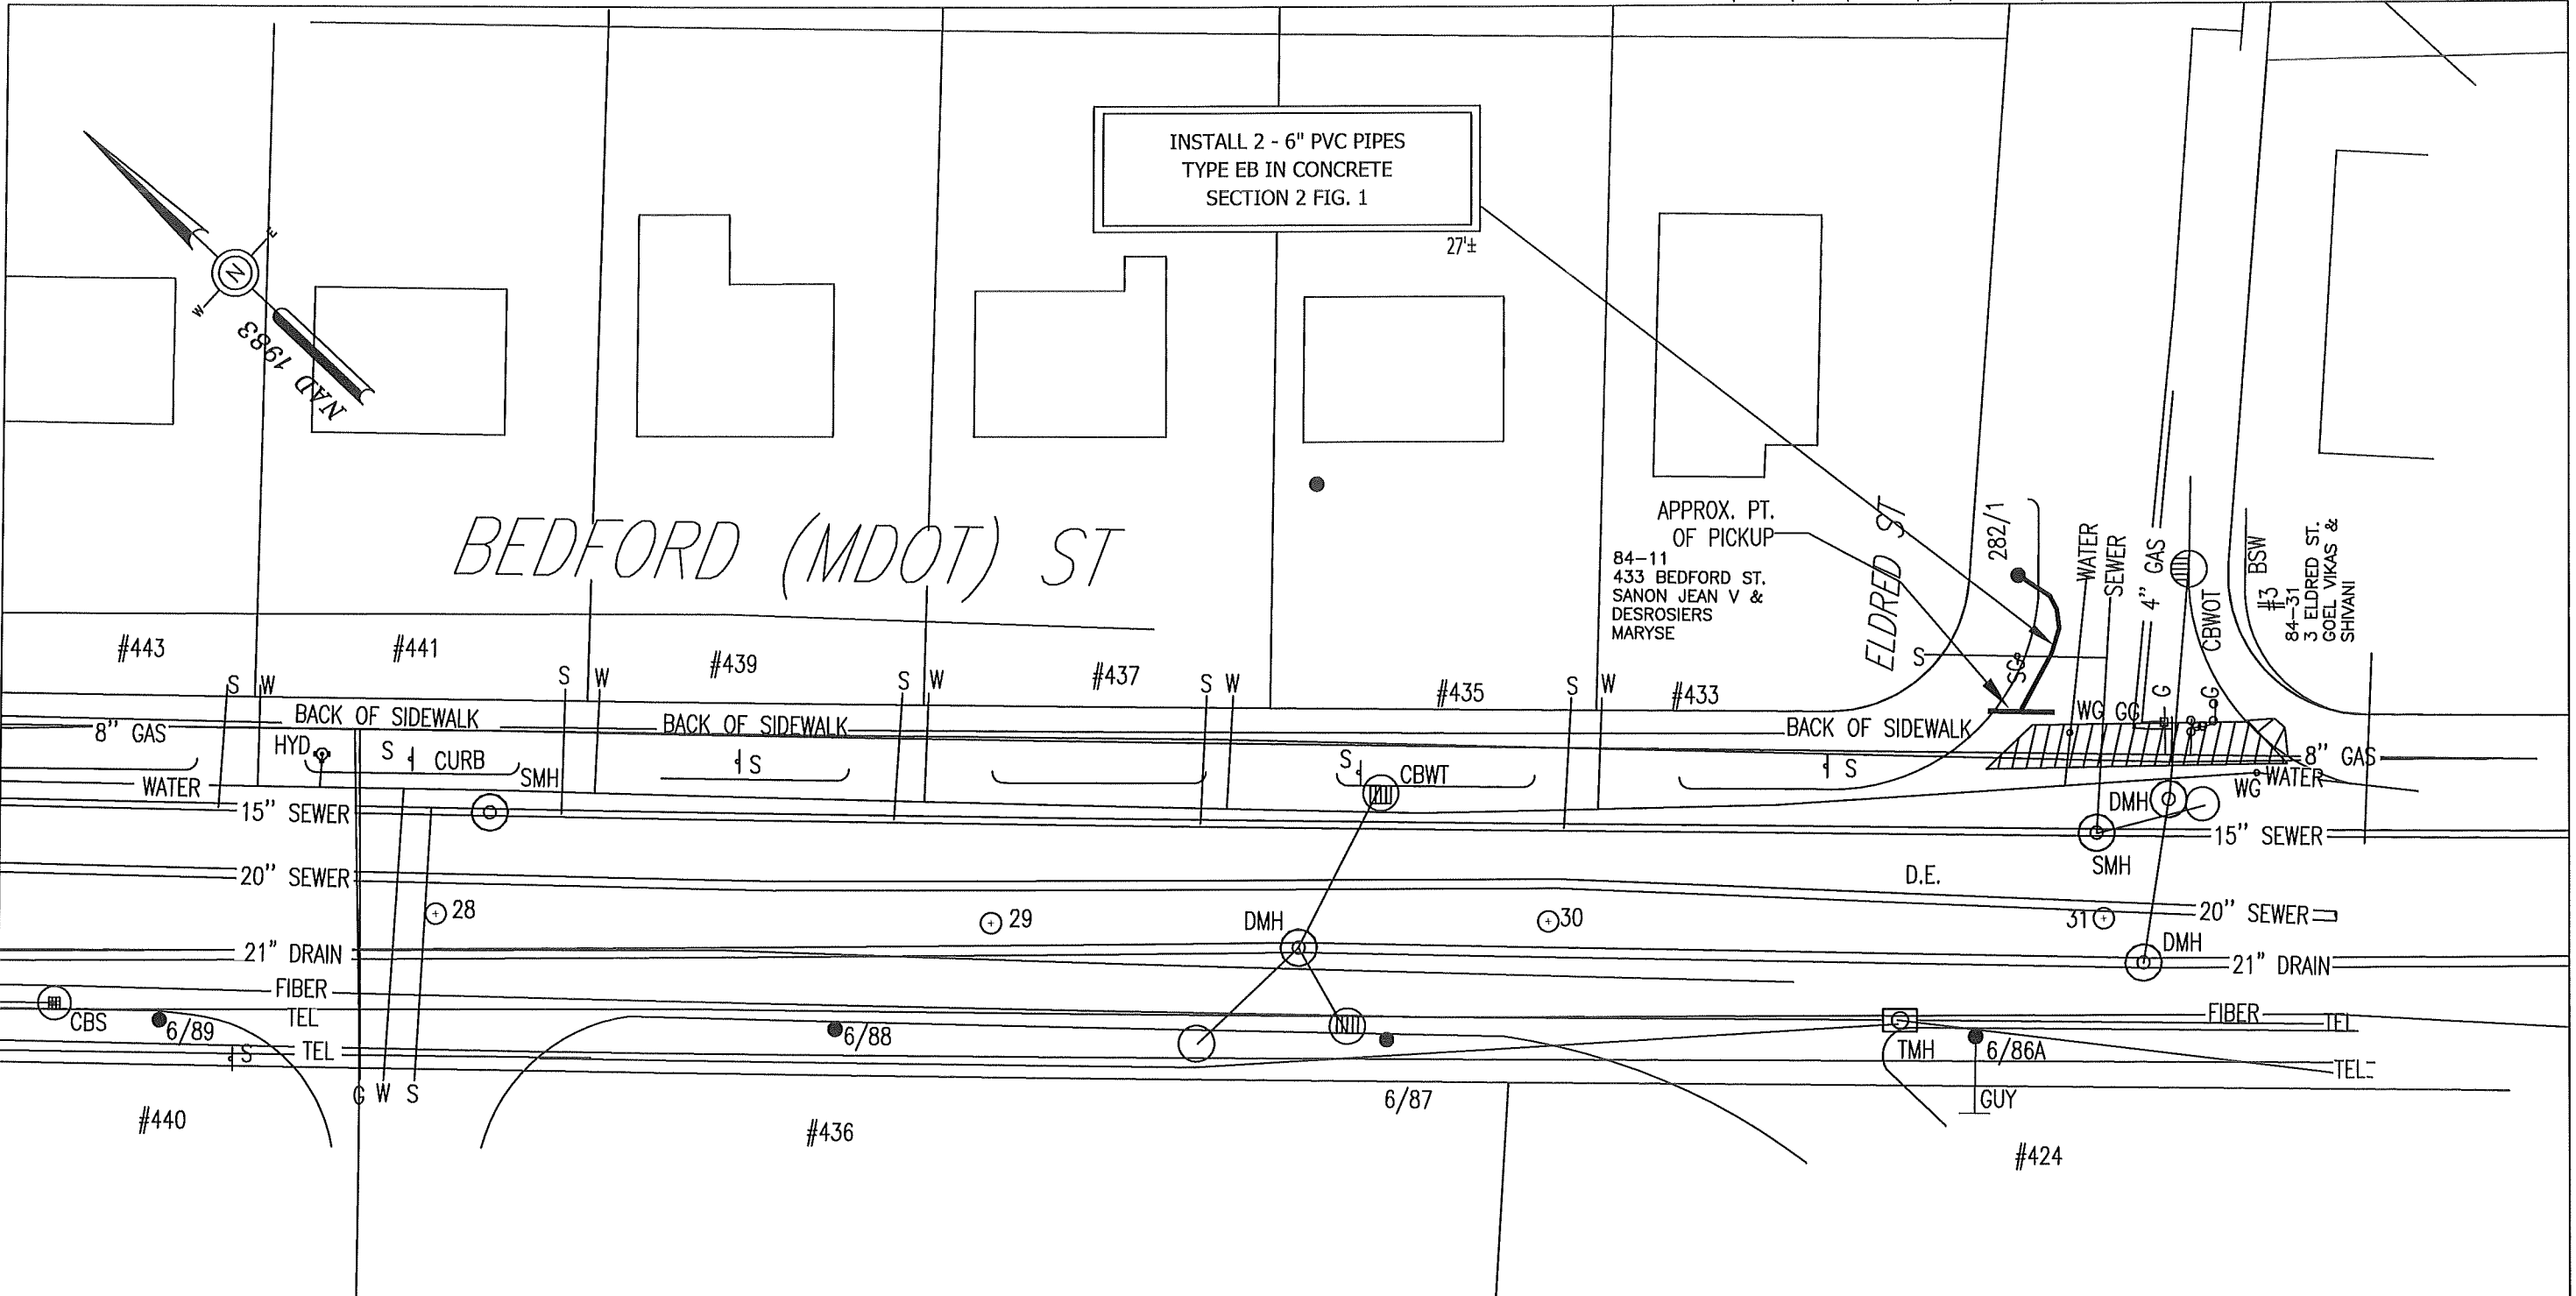 INSTALL 2 - 6" PVC PIPES
TYPE EB IN CONCRETE
SECTION 2 FIG. 1
27'±
E
N
W
NAD 1983
BEDFORD (MDOT) ST
APPROX. PT.
OF PICKUP
84-11
433 BEDFORD ST.
SANON JEAN V &
DESROSIERS
MARYSE
ELDRED ST
282/1
WATER
SEWER
4" GAS
CBWOT
BSW
#3
84-31
3 ELDRED ST.
GOEL VIKAS &
SHIVANI
#443
#441
#439
#437
#435
#433
S W
S W
S W
S W
S W
S
SG
WG
GG
G
G
BACK OF SIDEWALK
BACK OF SIDEWALK
BACK OF SIDEWALK
8" GAS
8" GAS
HYD
S
CURB
S
S
CBWT
S
SMH
WATER
WATER
WG
DMH
15" SEWER
15" SEWER
SMH
20" SEWER
D.E.
20" SEWER
28
29
30
31
DMH
DMH
21" DRAIN
21" DRAIN
FIBER
FIBER
CBS
6/89
TEL
TEL
6/88
S
TEL
TMH
6/86A
TEL
G W S
6/87
GUY
#440
#436
#424